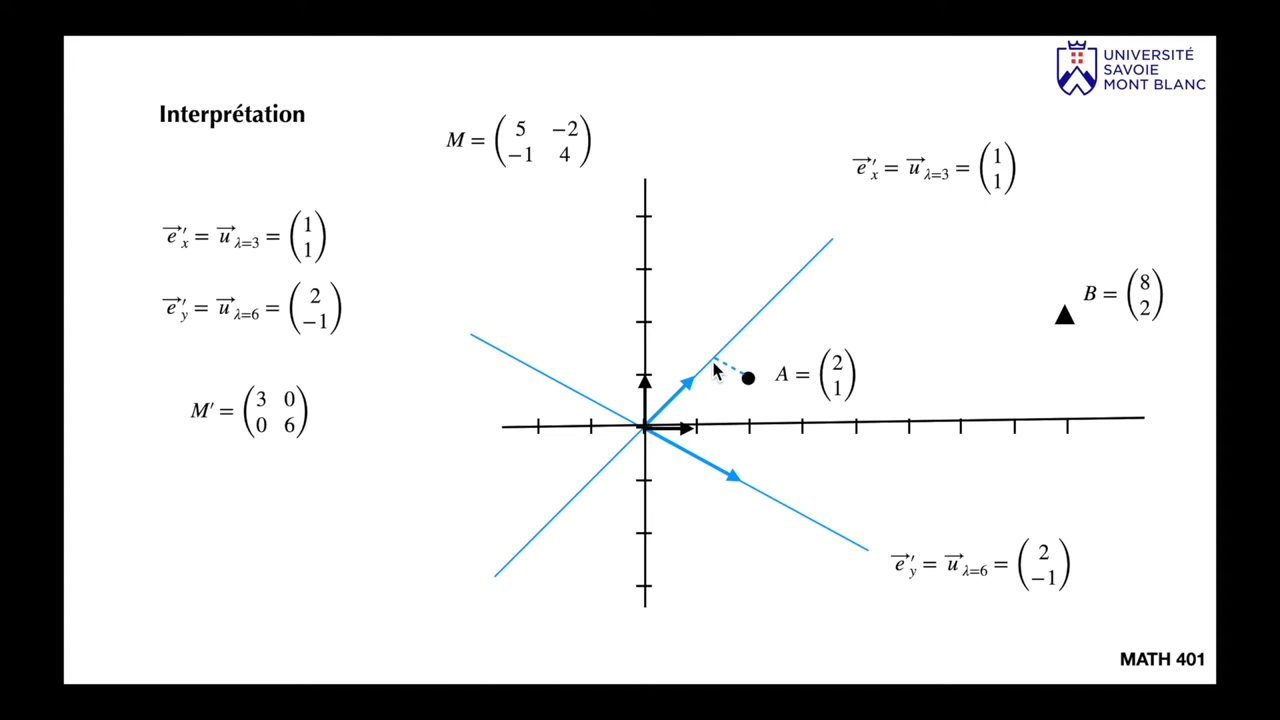 UNIVERSITÉ
SAVOIE
MONT BLANC
Interprétation
M = (5 −2
−1 4)
e⃗′x = u⃗λ=3 = (1
1)
e⃗′x = u⃗λ=3 = (1
1)
e⃗′y = u⃗λ=6 = (2
−1)
B = (8
2)
A = (2
1)
M′ = (3 0
0 6)
e⃗′y = u⃗λ=6 = (2
−1)
MATH 401